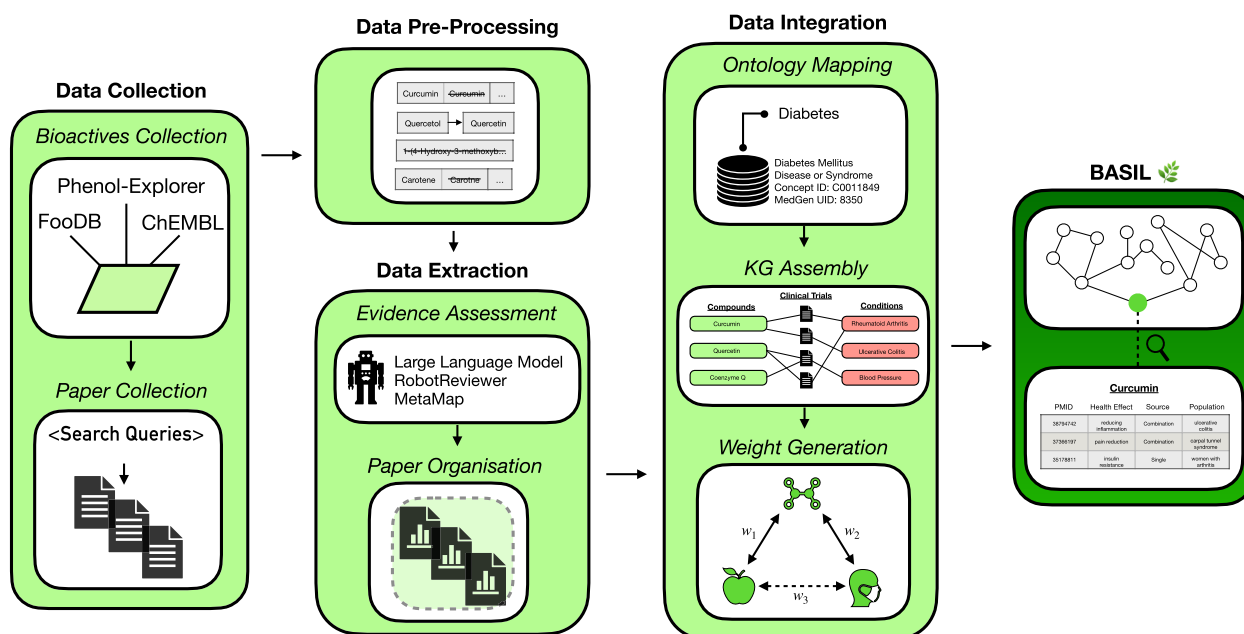 Data Collection
Bioactives Collection
Phenol-Explorer
FooDB
ChEMBL
Paper Collection
<Search Queries>
Data Pre-Processing
Curcumin Curcumin ...
Quercetol Quercetin
1-(4-Hydroxy-3-methoxyb...
Carotene Carotne ...
Data Extraction
Evidence Assessment
Large Language Model
RobotReviewer
MetaMap
Paper Organisation
Data Integration
Ontology Mapping
Diabetes
Diabetes Mellitus
Disease or Syndrome
Concept ID: C0011849
MedGen UID: 8350
KG Assembly
Clinical Trials
Compounds
Conditions
Curcumin
Rheumatoid Arthritis
Quercetin
Ulcerative Colitis
Coenzyme Q
Blood Pressure
Weight Generation
w1
w2
w3
BASIL
Curcumin
PMID Health Effect Source Population
38794742 reducing inflammation Combination ulcerative colitis
37366197 pain reduction Combination carpal tunnel syndrome
35178811 insulin resistance Single women with arthritis